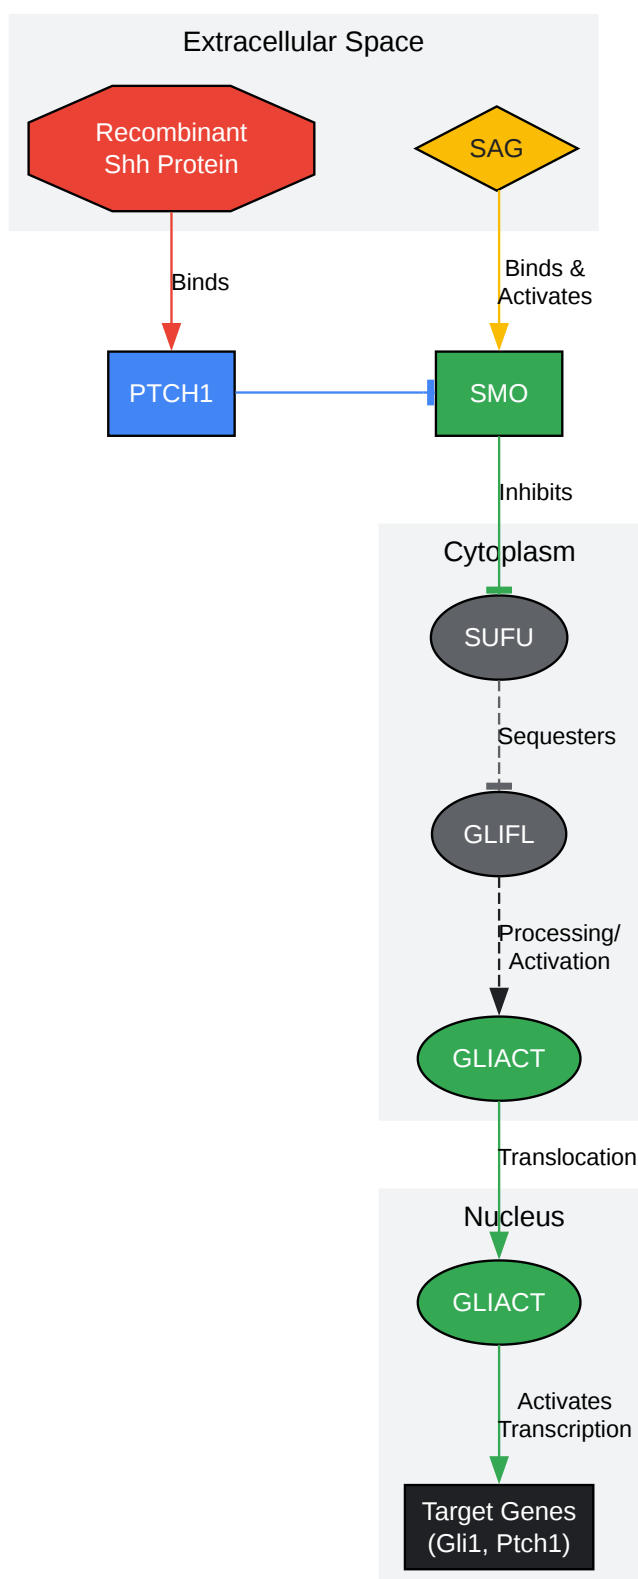 Extracellular Space
Recombinant
Shh Protein
SAG
Binds
Binds &
Activates
PTCH1
SMO
Inhibits
Cytoplasm
SUFU
Sequesters
GLIFL
Processing/
Activation
GLIACT
Translocation
Nucleus
GLIACT
Activates
Transcription
Target Genes
(Gli1, Ptch1)